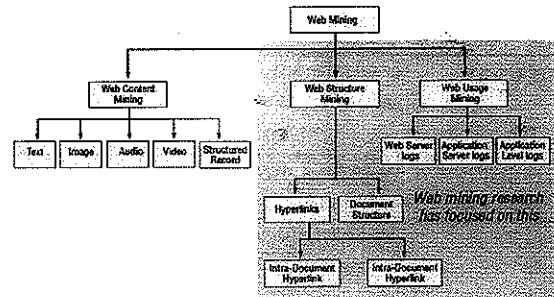 Web Mining
Web Content
Mining
Web Structure
Mining
Web Usage
Mining
Text
Image
Audio
Video
Structured
Record
Web Server
logs
Application
Server logs
Application
Level logs
Hyperlinks
Document
Structure
Web mining research
has focused on this
Intra-Document
Hyperlink
Intra-Document
Hyperlink